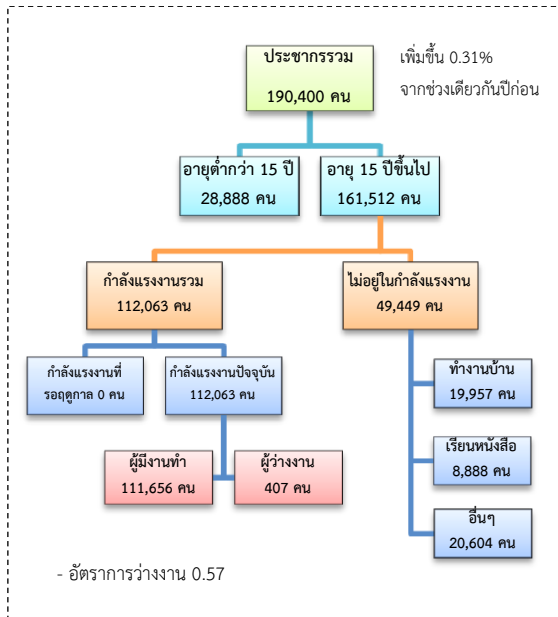 ประชากรรวม
190,400 คน
เพิ่มขึ้น 0.31%
จากช่วงเดียวกันปีก่อน
อายุต่ำกว่า 15 ปี
28,888 คน
อายุ 15 ปีขึ้นไป
161,512 คน
กำลังแรงงานรวม
112,063 คน
ไม่อยู่ในกำลังแรงงาน
49,449 คน
กำลังแรงงานที่
รอฤดูกาล 0 คน
กำลังแรงงานปัจจุบัน
112,063 คน
ทำงานบ้าน
19,957 คน
ผู้มีงานทำ
111,656 คน
ผู้ว่างงาน
407 คน
เรียนหนังสือ
8,888 คน
อื่นๆ
20,604 คน
- อัตราการว่างงาน 0.57